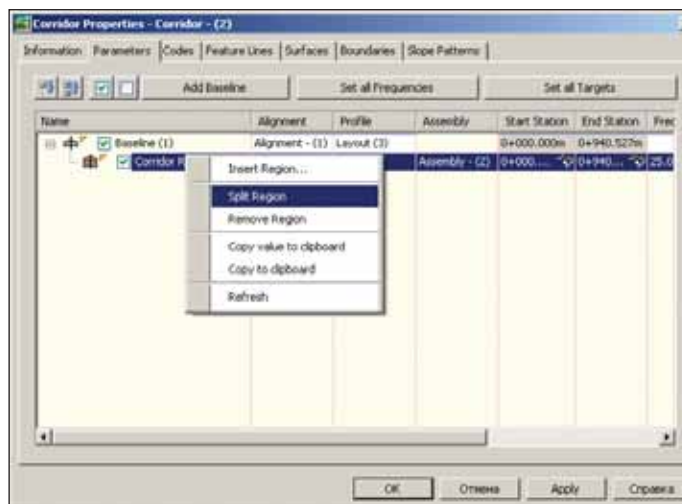 Corridor Properties - Corridor - (2)
Information Parameters Codes Feature Lines Surfaces Boundaries Slope Patterns
Add Baseline Set all Frequencies Set all Targets
Name Alignment Profile Assembly Start Station End Station Freq
Baseline (1) Alignment - (1) Layout (3) 0+000.000m 0+940.527m
Corridor R Assembly - (2) 0+000.... 0+940.... 25.0
Insert Region...
Split Region
Remove Region
Copy value to clipboard
Copy to clipboard
Refresh
OK Отмена Apply Справка